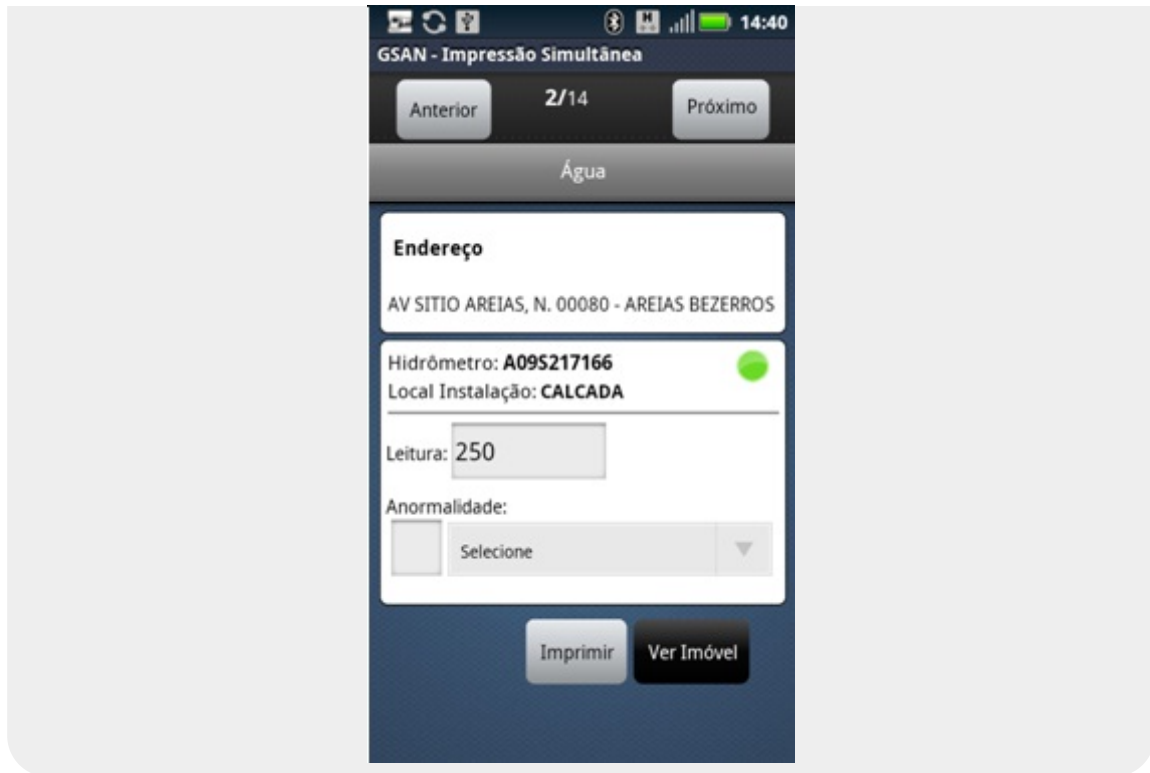 14:40
GSAN - Impressão Simultânea
Anterior 2/14 Próximo
Água
Endereço
AV SITIO AREIAS, N. 00080 - AREIAS BEZERROS
Hidrômetro: A09S217166
Local Instalação: CALCADA
Leitura: 250
Anormalidade:
Selecione
Imprimir Ver Imóvel